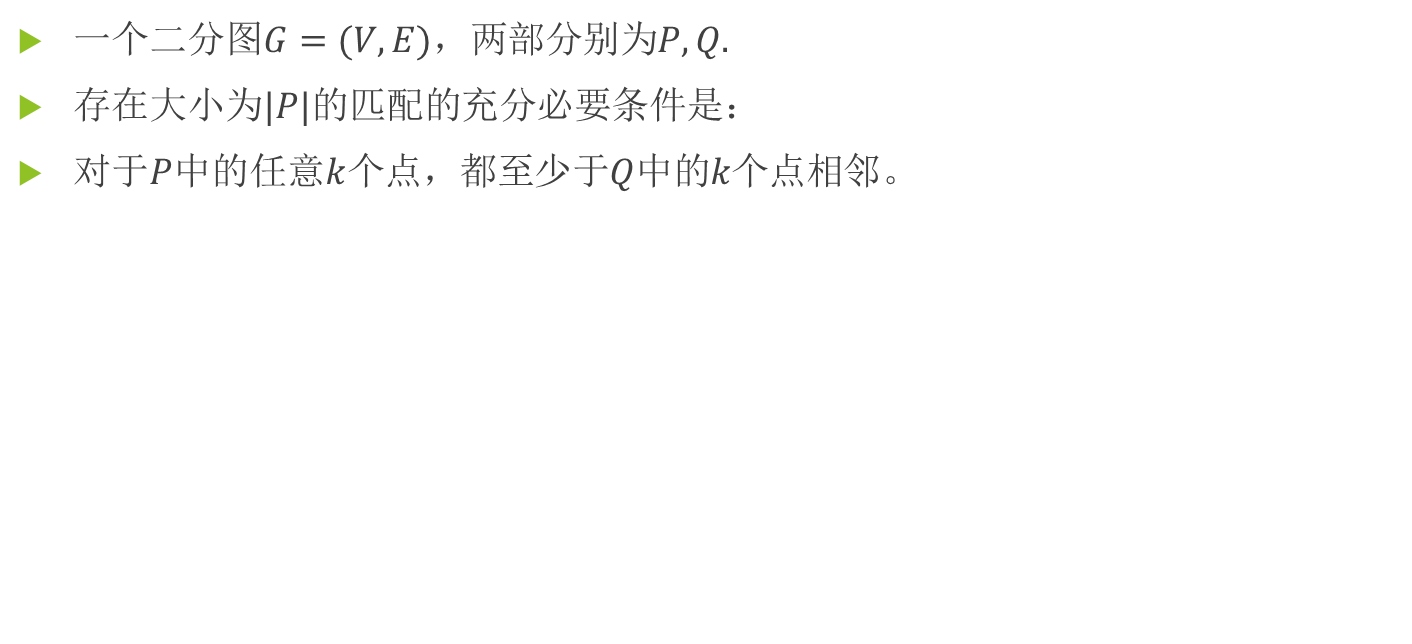 一个二分图G = (V, E)，两部分别为P, Q.
存在大小为|P|的匹配的充分必要条件是：
对于P中的任意k个点，都至少于Q中的k个点相邻。